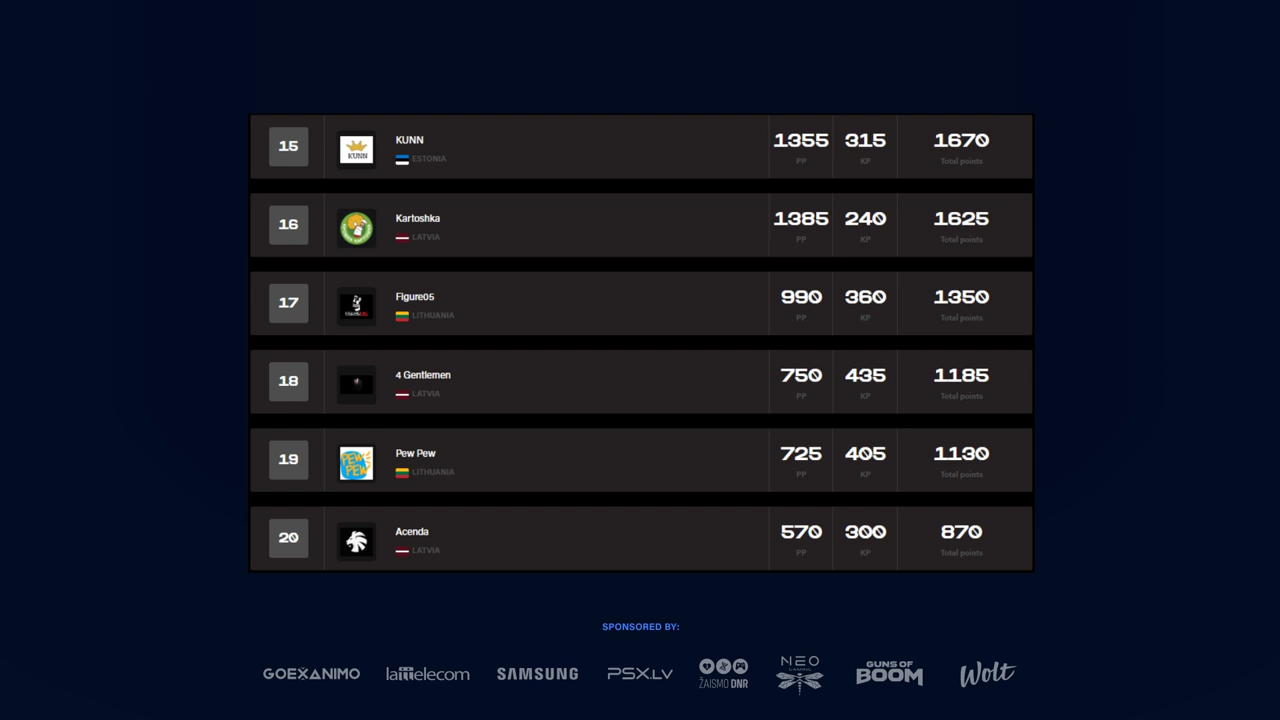 15
KUNN
KUNN
ESTONIA
1355
PP
315
KP
1670
Total points
16
Kartoshka
LATVIA
1385
PP
240
KP
1625
Total points
17
Figure05
LITHUANIA
990
PP
360
KP
1350
Total points
18
4 Gentlemen
LATVIA
750
PP
435
KP
1185
Total points
19
PEW PEW
Pew Pew
LITHUANIA
725
PP
405
KP
1130
Total points
20
Acenda
LATVIA
570
PP
300
KP
870
Total points
SPONSORED BY:
GOEXANIMO
lattelecom
SAMSUNG
PSX.LV
ŽAISMO DNR
NEO
GAMING
GUNS OF
BOOM
Wolt